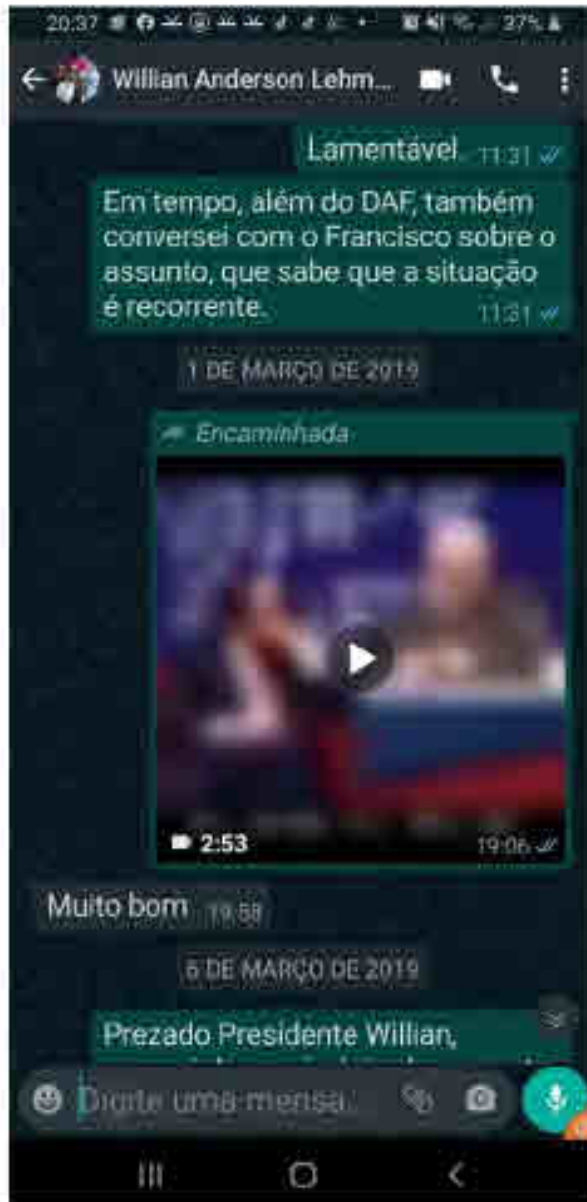 20:37 37%
Willian Anderson Lehm...
Lamentável. 11:31
Em tempo, além do DAF, também
conversei com o Francisco sobre o
assunto, que sabe que a situação
é recorrente. 11:31
1 DE MARÇO DE 2019
Encaminhada
2:53 19:06
Muito bom 19:58
6 DE MARÇO DE 2019
Prezado Presidente Willian,
Digite uma mensa...